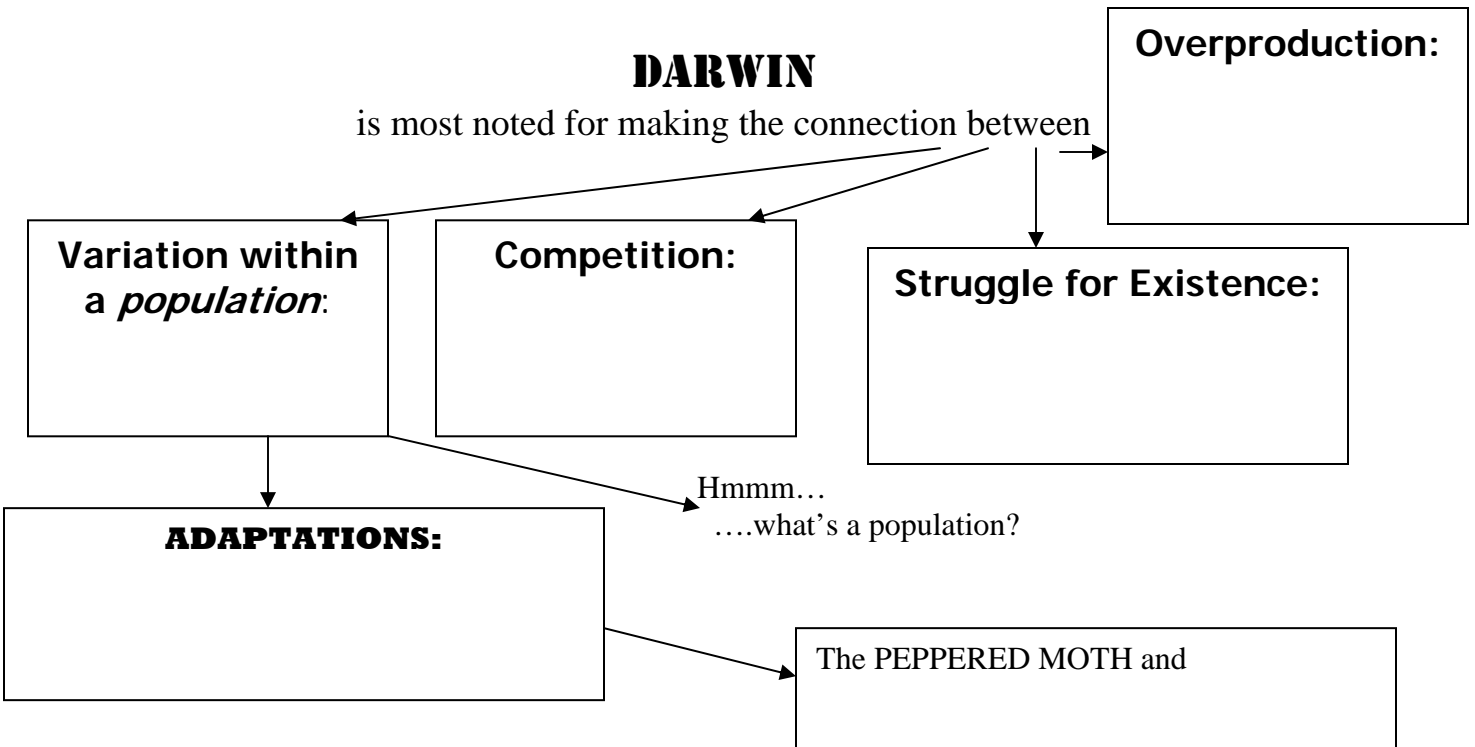 DARWIN
is most noted for making the connection between
Overproduction:
Variation within
a population:
Competition:
Struggle for Existence:
Hmmm…
….what's a population?
ADAPTATIONS:
The PEPPERED MOTH and